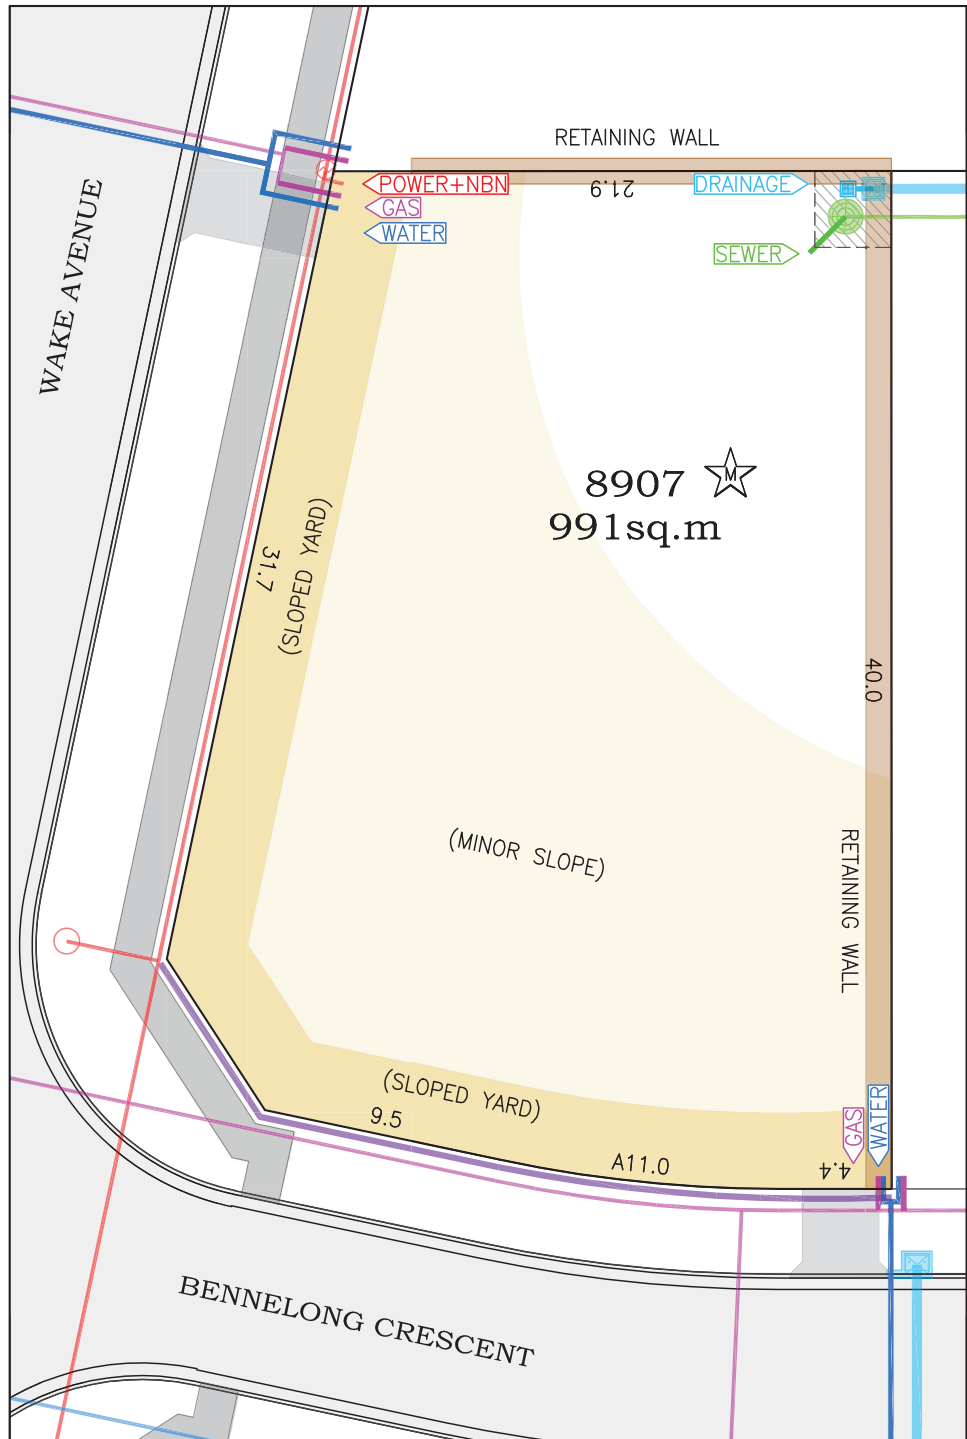 RETAINING WALL
21.9
POWER+NBN
GAS
WATER
DRAINAGE
SEWER
WAKE AVENUE
8907
M
991sq.m
31.7
(SLOPED YARD)
40.0
(MINOR SLOPE)
RETAINING WALL
(SLOPED YARD)
9.5
A11.0
4.4
GAS
WATER
BENNELONG CRESCENT